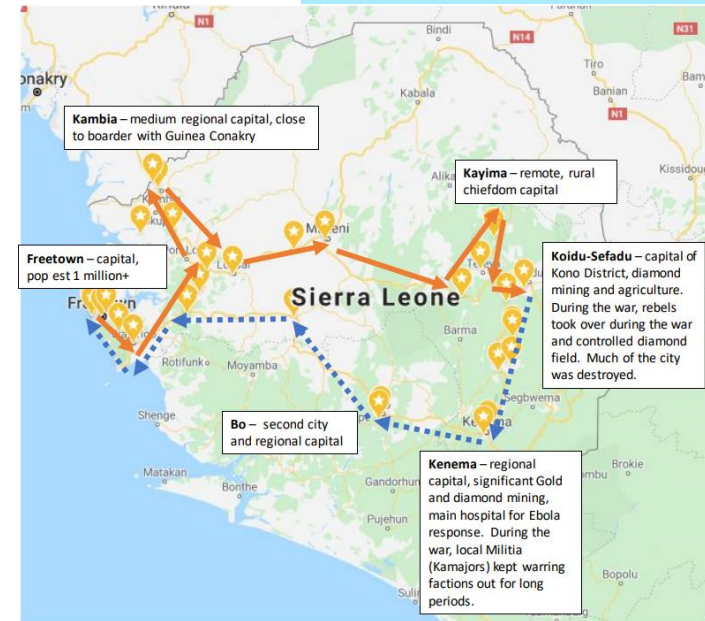 N1
Bindi
N14
N31
Tiro
Banian
onakry
Kabala
N1
Kambia – medium regional capital, close
to boarder with Guinea Conakry
Kissidou
Kayima – remote, rural
chiefdom capital
Freetown – capital,
pop est 1 million+
Koidu-Sefadu – capital of
Kono District, diamond
mining and agriculture.
During the war, rebels
took over during the war
and controlled diamond
field. Much of the city
was destroyed.
Sierra Leone
Barma
Rotifunk
Moyamba
Segbwema
Shenge
Bo – second city
and regional capital
Matakan
Bonthe
Gandorhun
Brokie
Kenema – regional
capital, significant Gold
and diamond mining,
main hospital for Ebola
response. During the
war, local Militia
(Kamajors) kept warring
factions out for long
periods.
Pujehun
Bopolu
Sulim